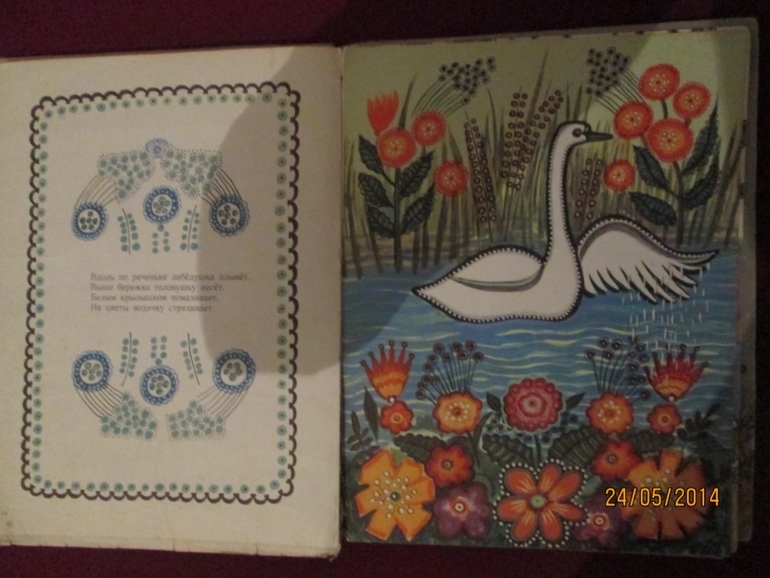 Вдоль по реченьке лебёдушка плывёт.
Выше бережка головушку несёт.
Белым крылышком помахивает,
На цветы водичку стряхивает.
24/05/2014